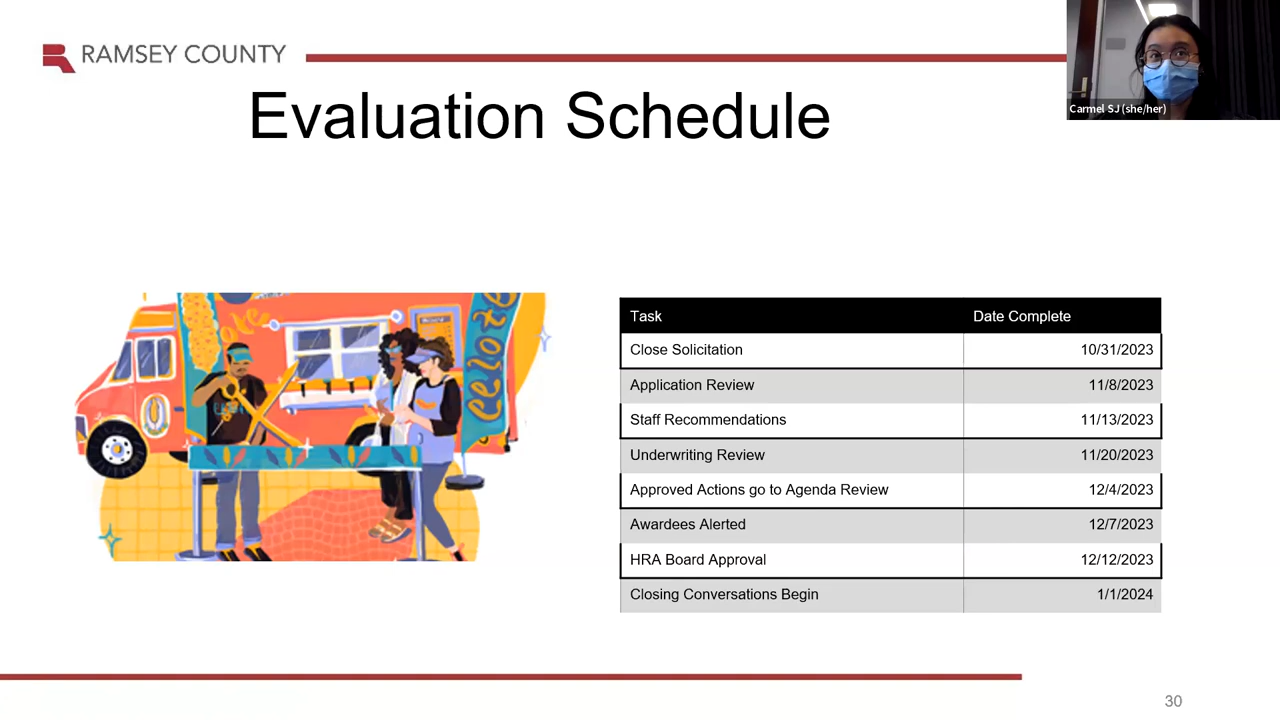 RAMSEY COUNTY
Carmel SJ (she/her)
Evaluation Schedule
Task Date Complete
Close Solicitation 10/31/2023
Application Review 11/8/2023
Staff Recommendations 11/13/2023
Underwriting Review 11/20/2023
Approved Actions go to Agenda Review 12/4/2023
Awardees Alerted 12/7/2023
HRA Board Approval 12/12/2023
Closing Conversations Begin 1/1/2024
30